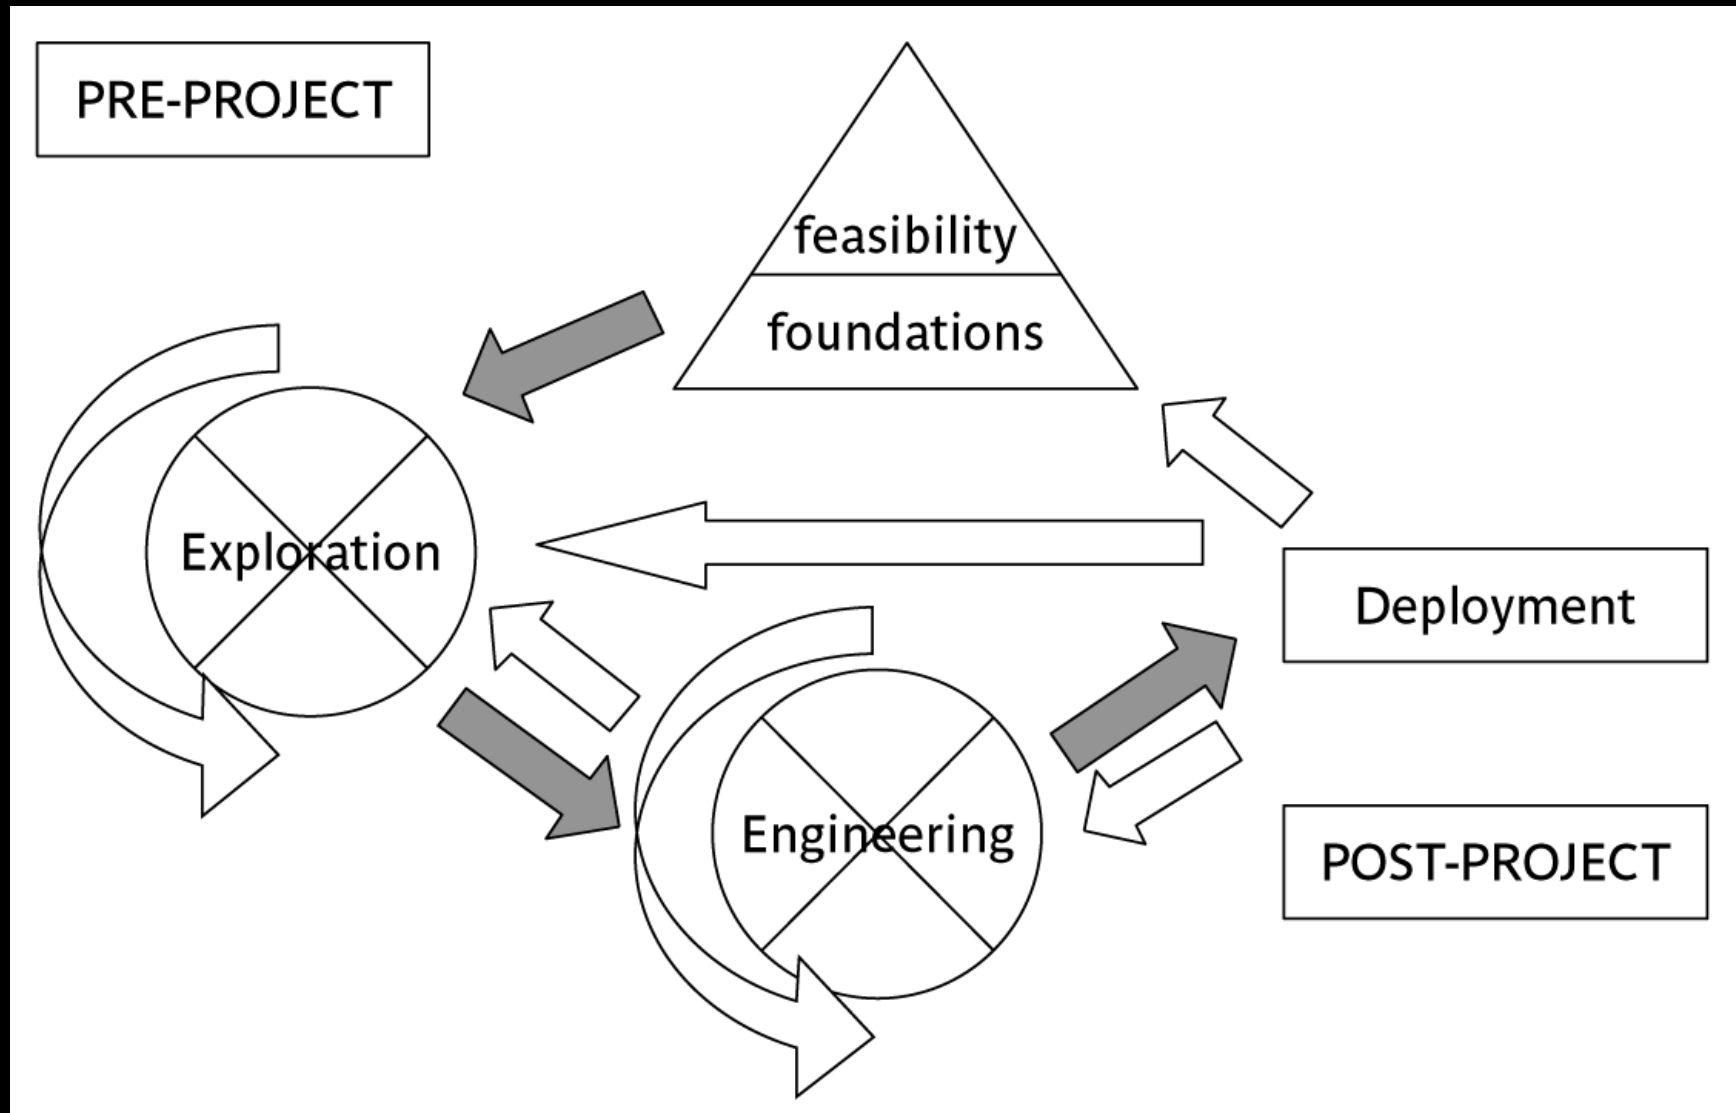 PRE-PROJECT
feasibility
foundations
Exploration
Deployment
Engineering
POST-PROJECT